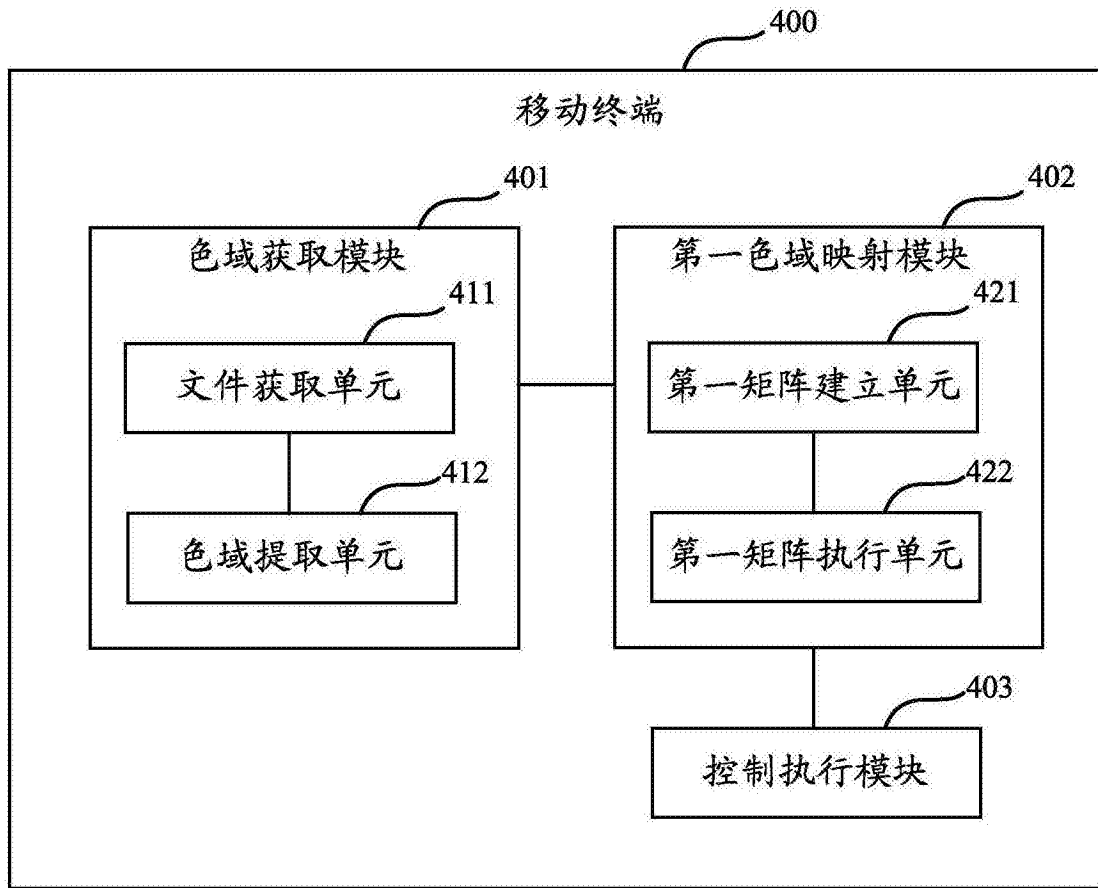 400
移动终端
401
色域获取模块
411
文件获取单元
412
色域提取单元
402
第一色域映射模块
421
第一矩阵建立单元
422
第一矩阵执行单元
403
控制执行模块